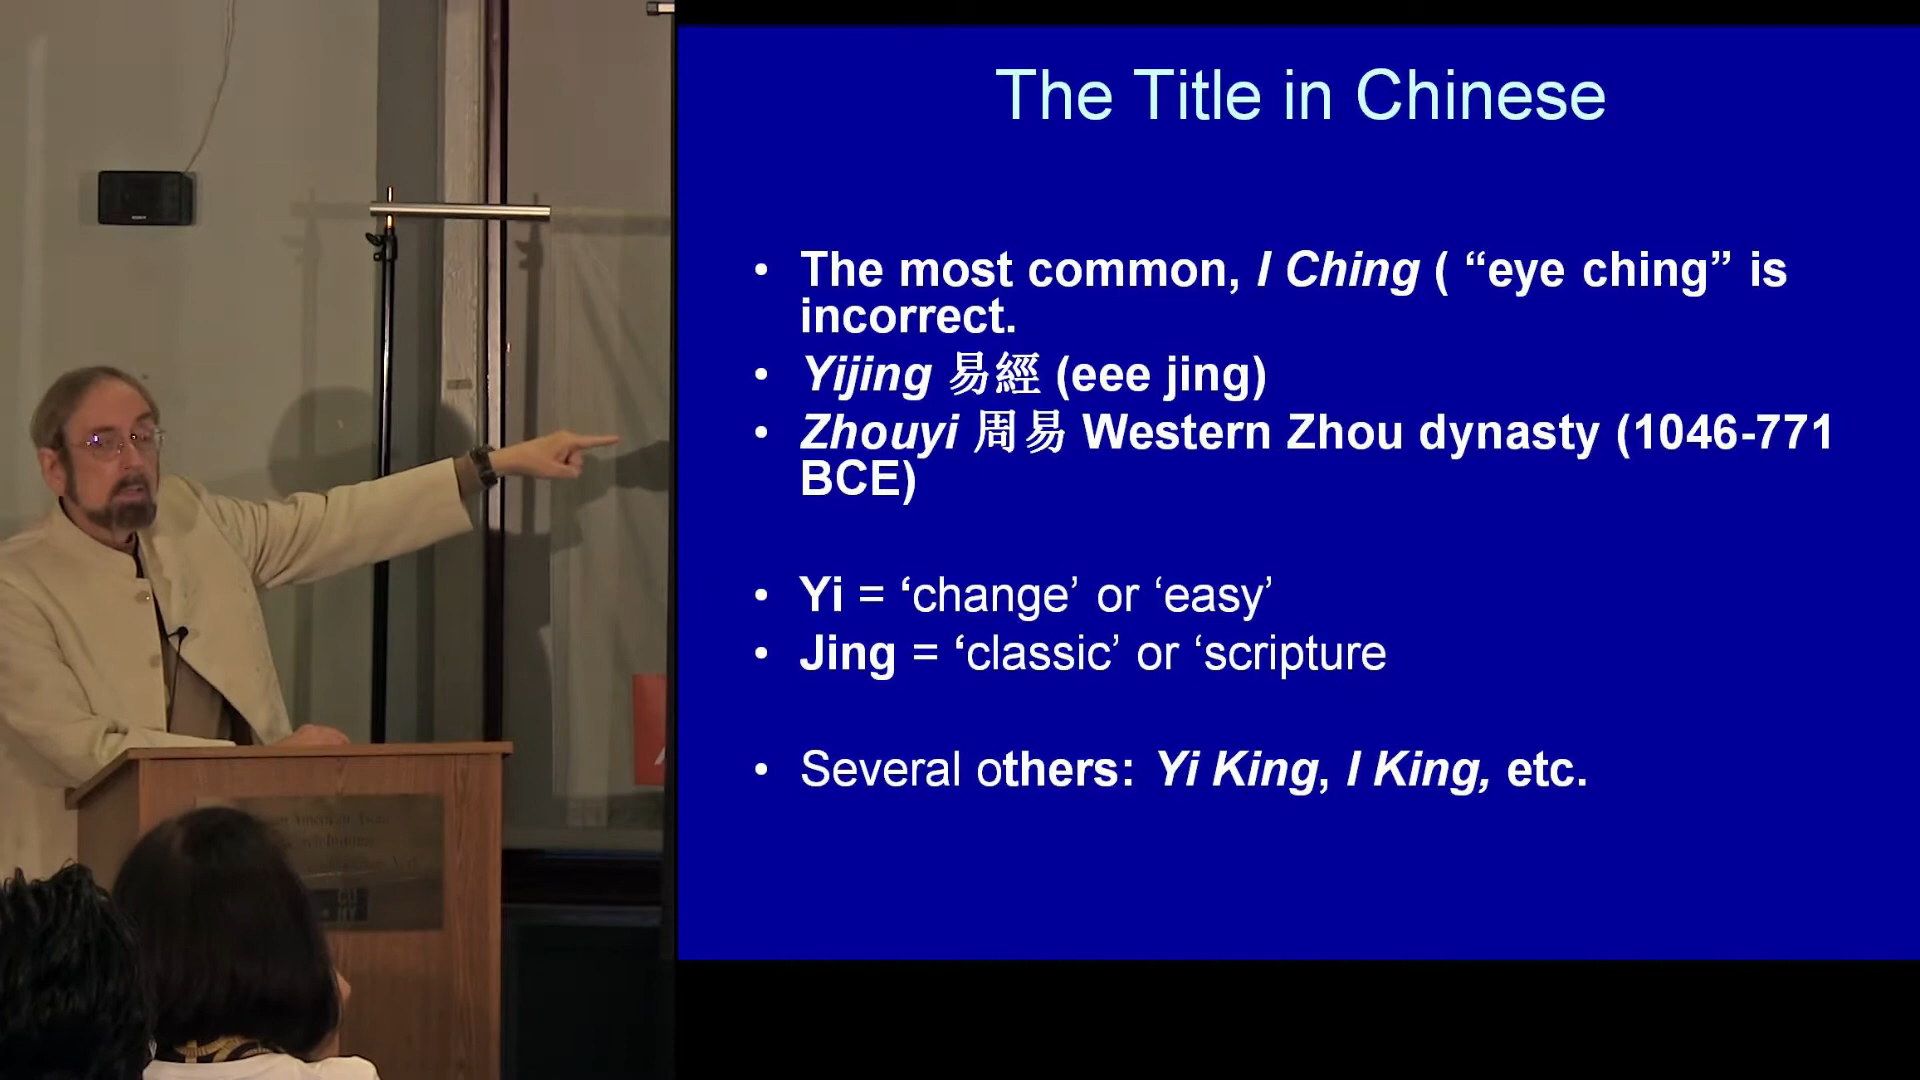 The Title in Chinese
• The most common, I Ching ( “eye ching” is
incorrect.
• Yijing 易經 (eee jing)
• Zhouyi 周易 Western Zhou dynasty (1046-771
BCE)
• Yi = ‘change’ or ‘easy’
• Jing = ‘classic’ or ‘scripture
• Several others: Yi King, I King, etc.
American